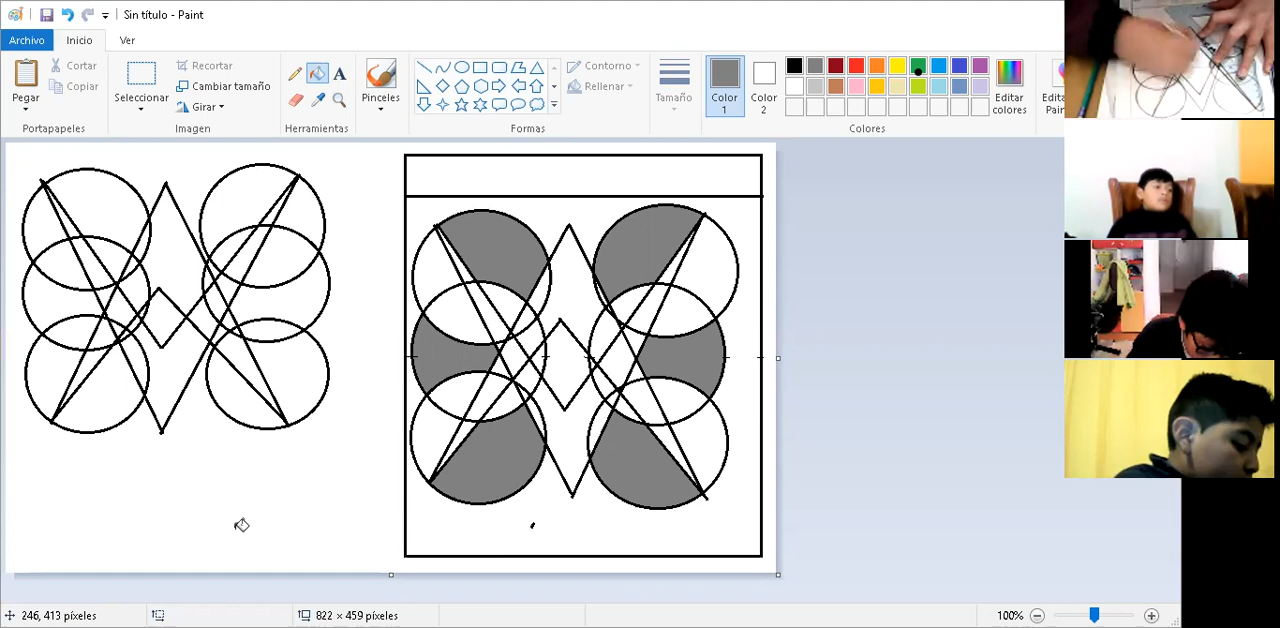 Sin título - Paint
Archivo Inicio Ver
Pegar
Cortar
Copiar
Portapapeles
Seleccionar
Recortar
Cambiar tamaño
Girar
Imagen
A
Herramientas
Pinceles
Contorno
Rellenar
Formas
Tamaño
Color
1
Color
2
Editar
colores
Colores
246, 413 píxeles
822 × 459 píxeles
100%